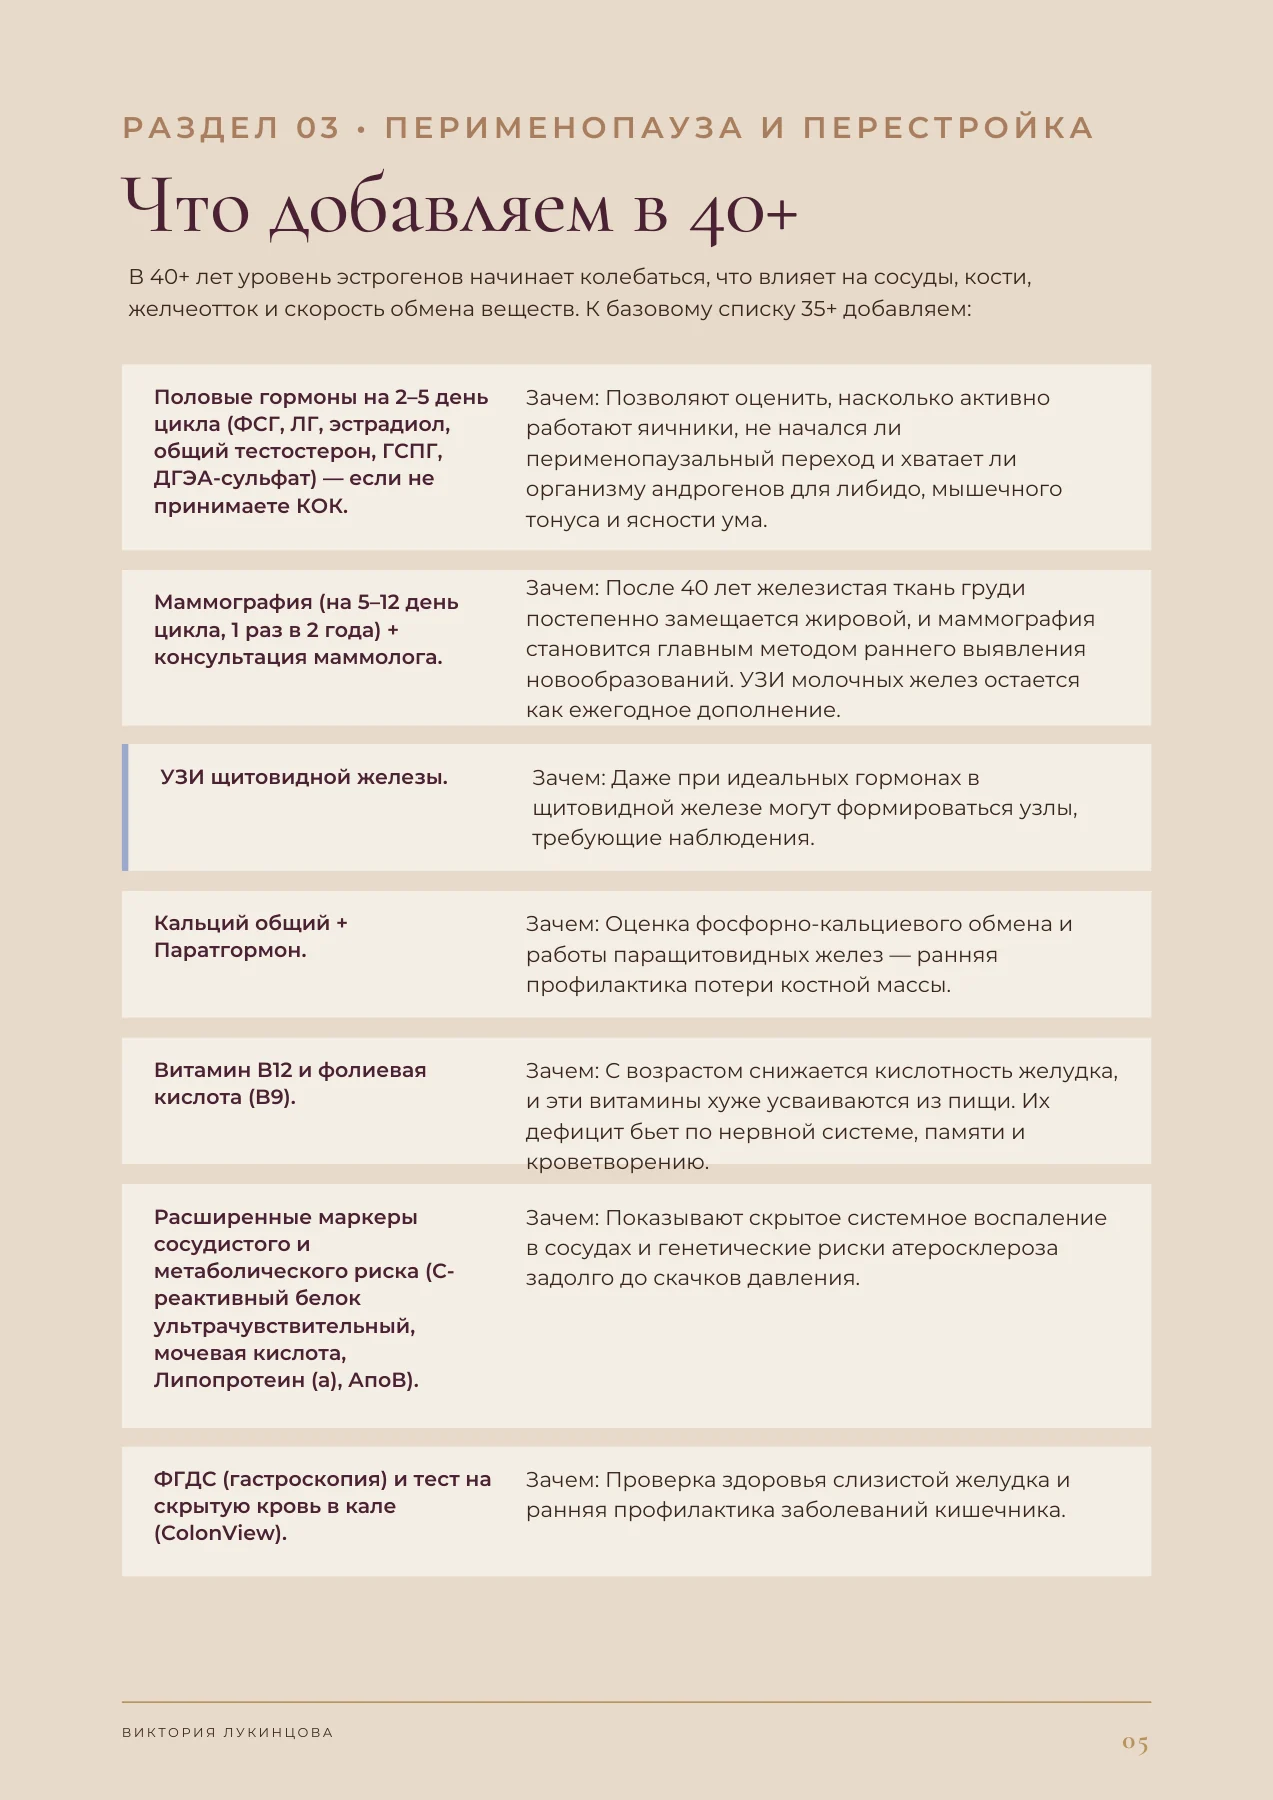 РАЗДЕЛ 03 • ПЕРИМЕНОПАУЗА И ПЕРЕСТРОЙКА
Что добавляем в 40+
В 40+ лет уровень эстрогенов начинает колебаться, что влияет на сосуды, кости,
желчеотток и скорость обмена веществ. К базовому списку 35+ добавляем:
Половые гормоны на 2–5 день
цикла (ФСГ, ЛГ, эстрадиол,
общий тестостерон, ГСПГ,
ДГЭА-сульфат) — если не
принимаете КОК.
Зачем: Позволяют оценить, насколько активно
работают яичники, не начался ли
перименопаузальный переход и хватает ли
организму андрогенов для либидо, мышечного
тонуса и ясности ума.
Маммография (на 5–12 день
цикла, 1 раз в 2 года) +
консультация маммолога.
Зачем: После 40 лет железистая ткань груди
постепенно замещается жировой, и маммография
становится главным методом раннего выявления
новообразований. УЗИ молочных желез остается
как ежегодное дополнение.
УЗИ щитовидной железы.
Зачем: Даже при идеальных гормонах в
щитовидной железе могут формироваться узлы,
требующие наблюдения.
Кальций общий +
Паратгормон.
Зачем: Оценка фосфорно-кальциевого обмена и
работы паращитовидных желез — ранняя
профилактика потери костной массы.
Витамин B12 и фолиевая
кислота (B9).
Зачем: С возрастом снижается кислотность желудка,
и эти витамины хуже усваиваются из пищи. Их
дефицит бьет по нервной системе, памяти и
кроветворению.
Расширенные маркеры
сосудистого и
метаболического риска (С-
реактивный белок
ультрачувствительный,
мочевая кислота,
Липопротеин (а), АпоВ).
Зачем: Показывают скрытое системное воспаление
в сосудах и генетические риски атеросклероза
задолго до скачков давления.
ФГДС (гастроскопия) и тест на
скрытую кровь в кале
(ColonView).
Зачем: Проверка здоровья слизистой желудка и
ранняя профилактика заболеваний кишечника.
ВИКТОРИЯ ЛУКИНЦОВА
05